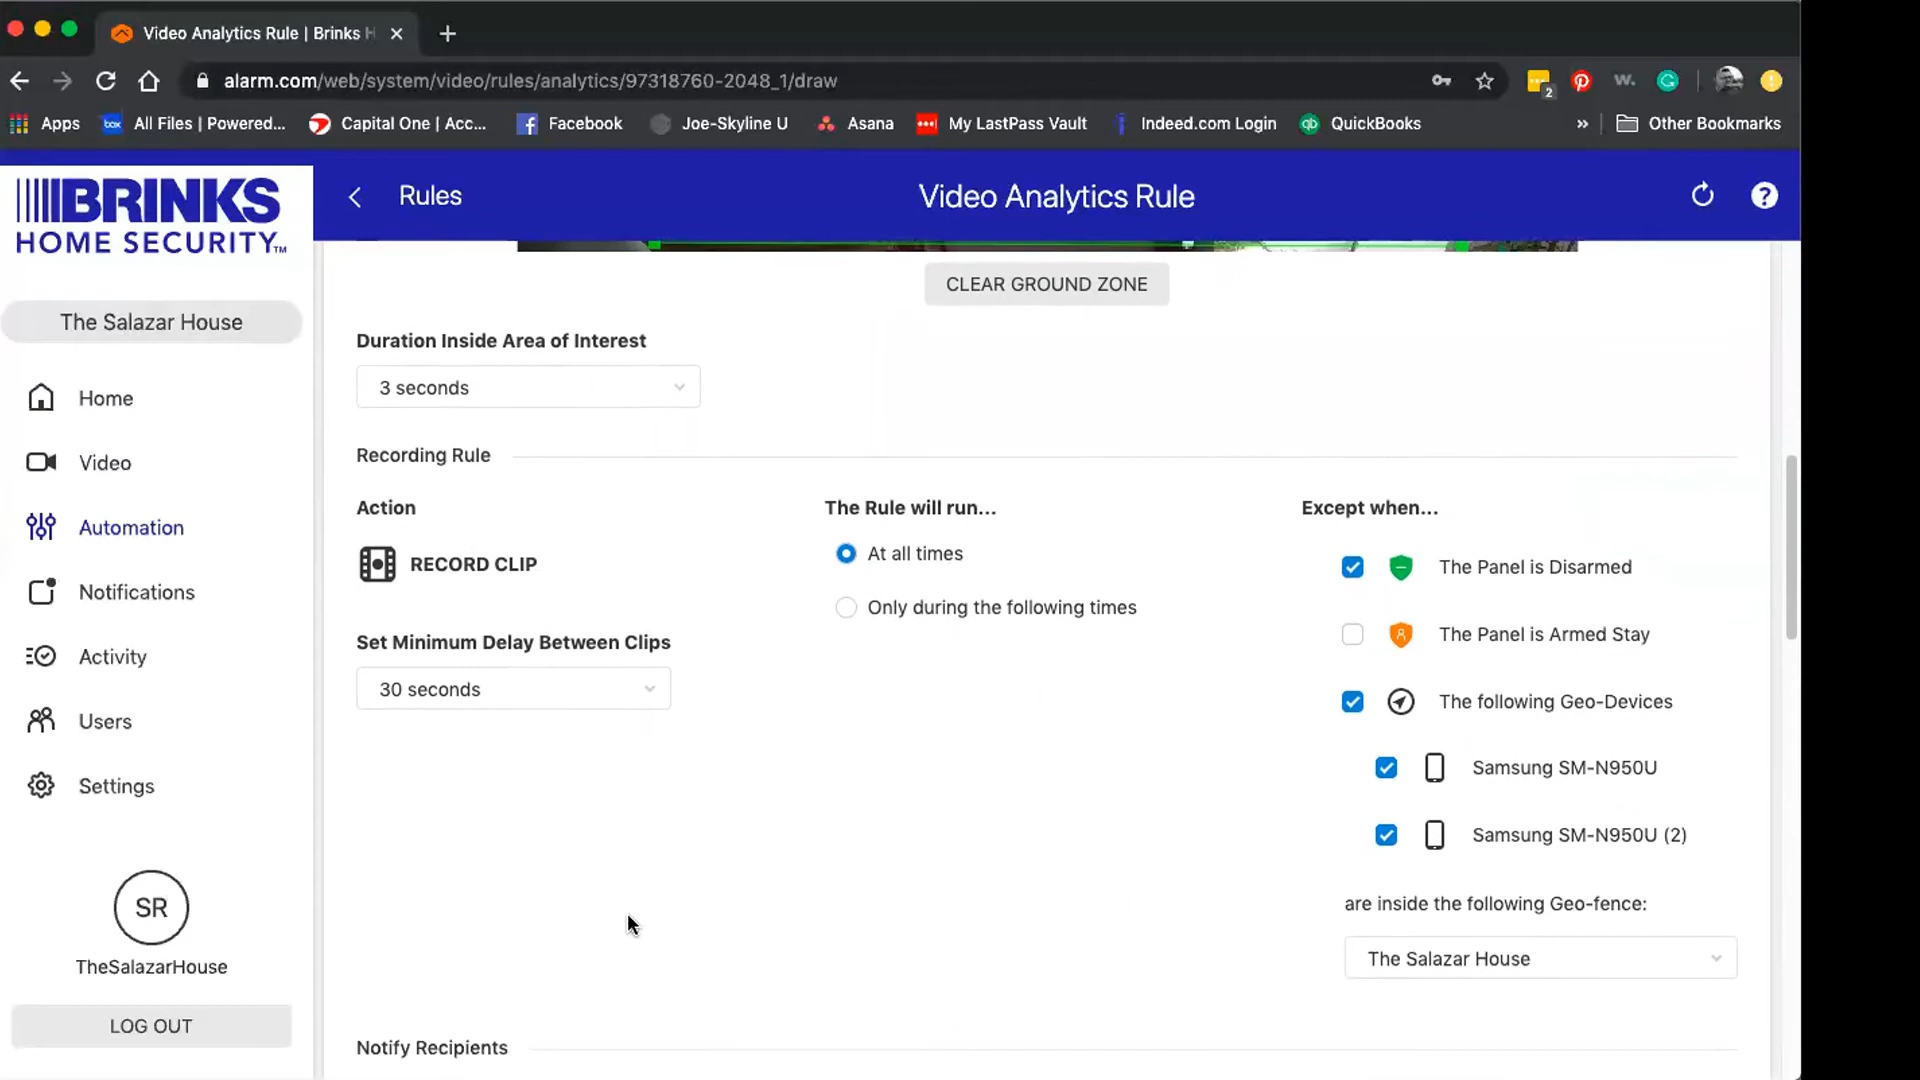 Video Analytics Rule | Brinks H
alarm.com/web/system/video/rules/analytics/97318760-2048_1/draw
2
w.
Apps
box
All Files | Powered...
Capital One | Acc...
Facebook
Joe-Skyline U
Asana
My LastPass Vault
Indeed.com Login
qb
QuickBooks
»
Other Bookmarks
BRINKS
HOME SECURITY™
Rules
Video Analytics Rule
?
The Salazar House
Home
Video
Automation
Notifications
Activity
Users
Settings
SR
TheSalazarHouse
LOG OUT
CLEAR GROUND ZONE
Duration Inside Area of Interest
3 seconds
Recording Rule
Action
RECORD CLIP
Set Minimum Delay Between Clips
30 seconds
The Rule will run...
At all times
Only during the following times
Except when...
The Panel is Disarmed
The Panel is Armed Stay
The following Geo-Devices
Samsung SM-N950U
Samsung SM-N950U (2)
are inside the following Geo-fence:
The Salazar House
Notify Recipients